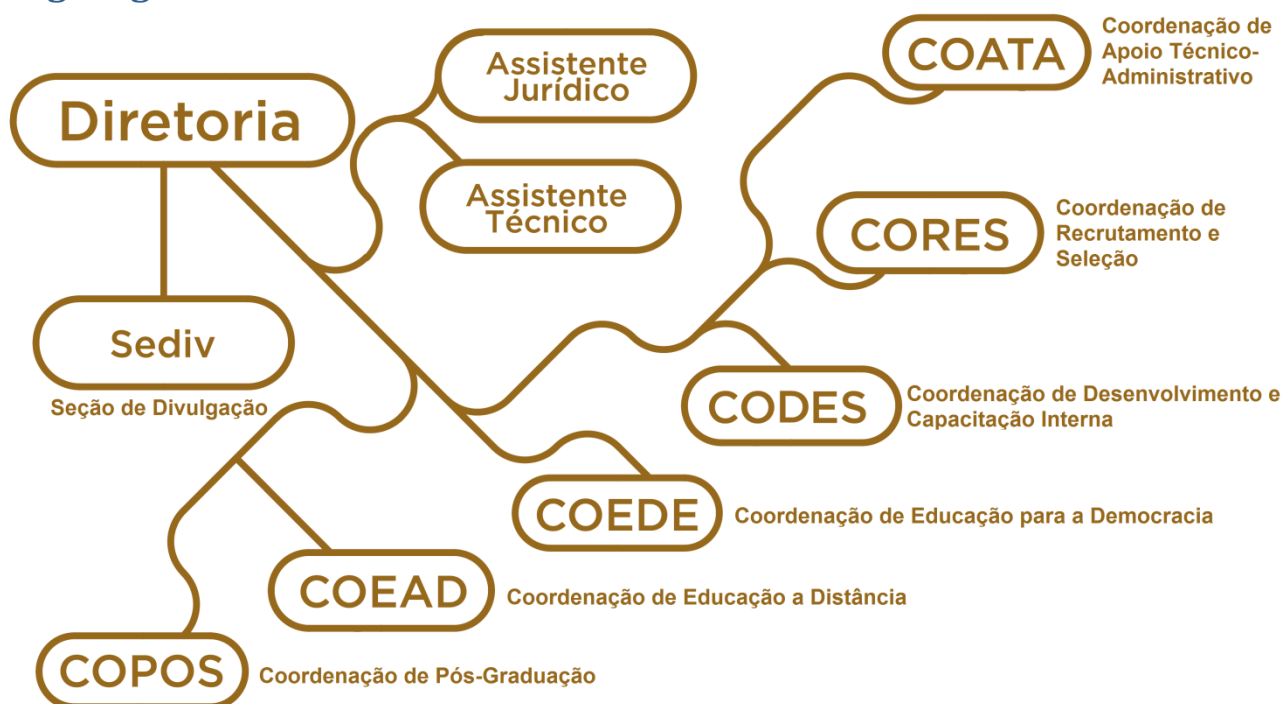 Diretoria
Assistente
Jurídico
Assistente
Técnico
COATA
Coordenação de
Apoio Técnico-
Administrativo
CORES
Coordenação de
Recrutamento e
Seleção
Sediv
Seção de Divulgação
CODES
Coordenação de Desenvolvimento e
Capacitação Interna
COEDE
Coordenação de Educação para a Democracia
COEAD
Coordenação de Educação a Distância
COPOS
Coordenação de Pós-Graduação